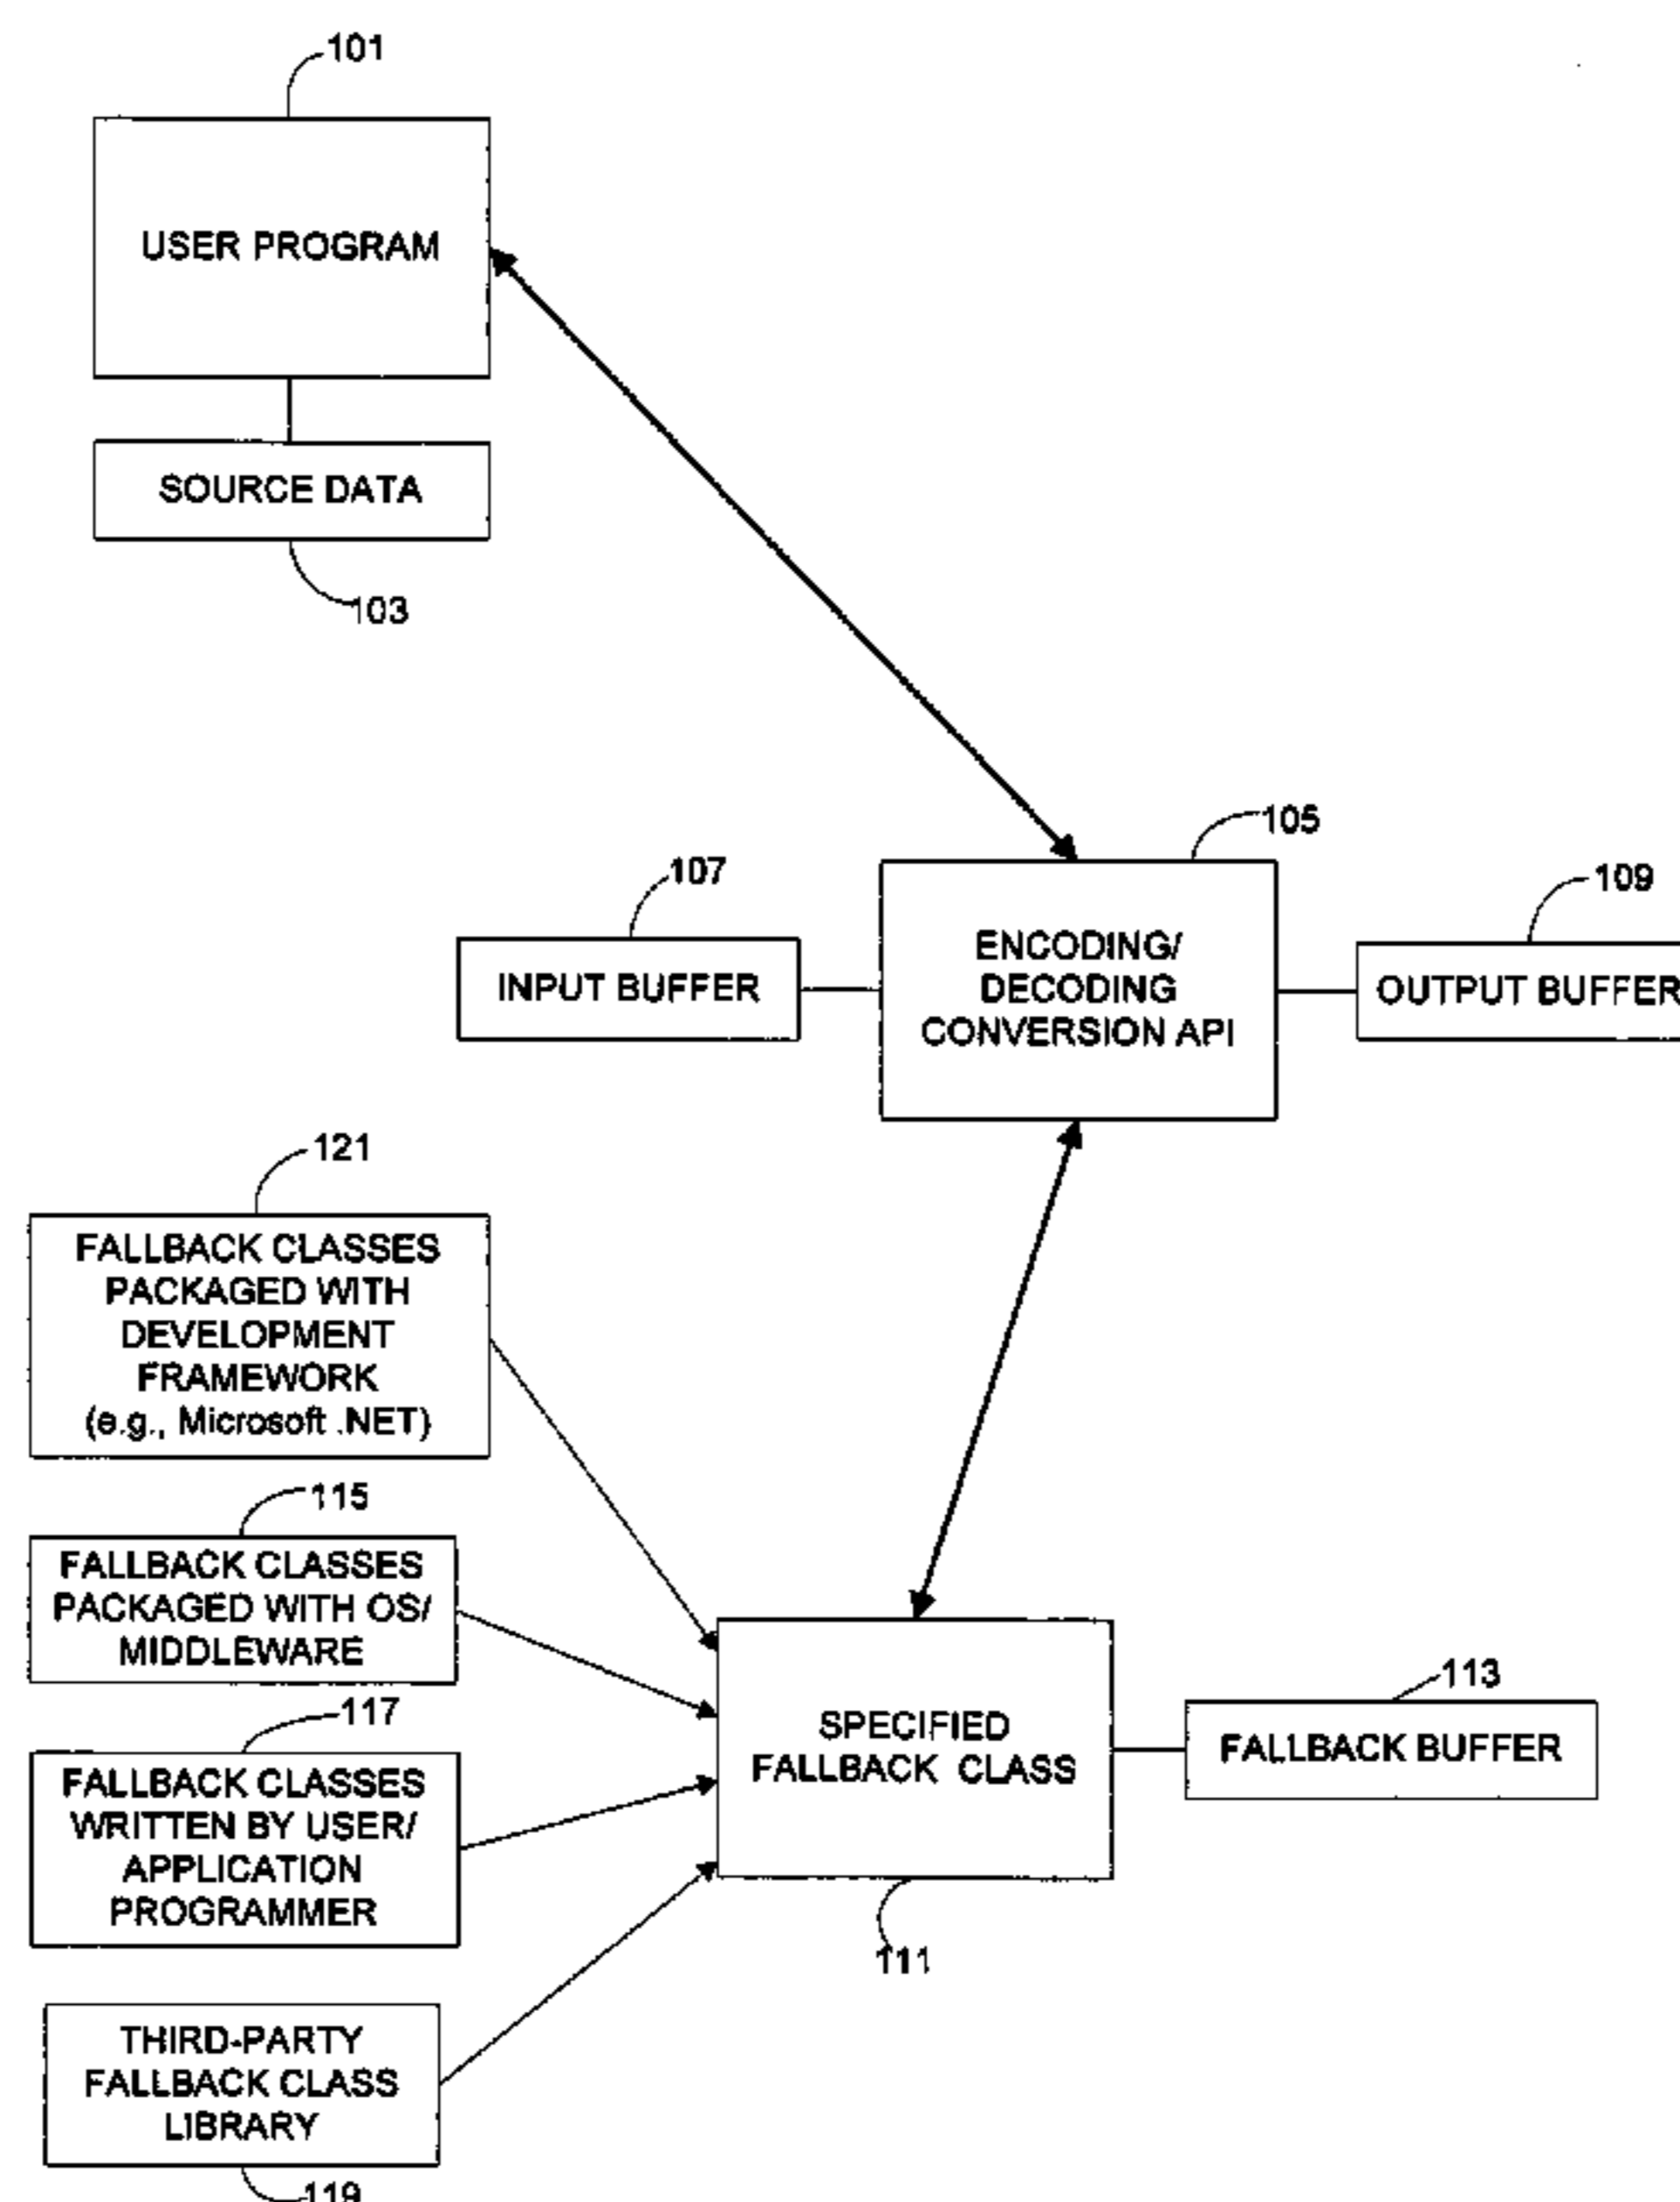 101
USER PROGRAM
SOURCE DATA
103
105
107
109
ENCODING/
DECODING
CONVERSION API
INPUT BUFFER
OUTPUT BUFFER
121
FALLBACK CLASSES
PACKAGED WITH
DEVELOPMENT
FRAMEWORK
(e.g., Microsoft .NET)
115
FALLBACK CLASSES
PACKAGED WITH OS/
MIDDLEWARE
117
FALLBACK CLASSES
WRITTEN BY USER/
APPLICATION
PROGRAMMER
SPECIFIED
FALLBACK CLASS
113
FALLBACK BUFFER
111
THIRD-PARTY
FALLBACK CLASS
LIBRARY
119